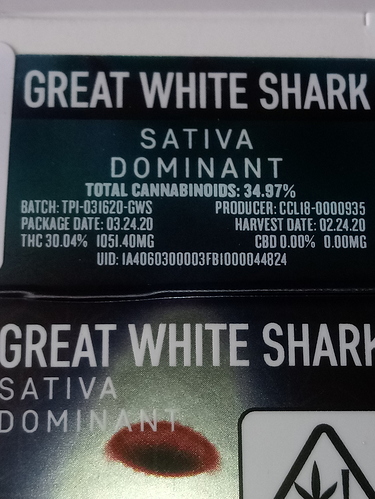 GREAT WHITE SHARK
SATIVA
DOMINANT
TOTAL CANNABINOIDS: 34.97%
BATCH: TPI-031620-GWS PRODUCER: CCL18-0000935
PACKAGE DATE: 03.24.20 HARVEST DATE: 02.24.20
THC 30.04% 1051.40MG CBD 0.00% 0.00MG
UID: 1A4060300003FB1000044824
GREAT WHITE SHARK
SATIVA
DOMINANT